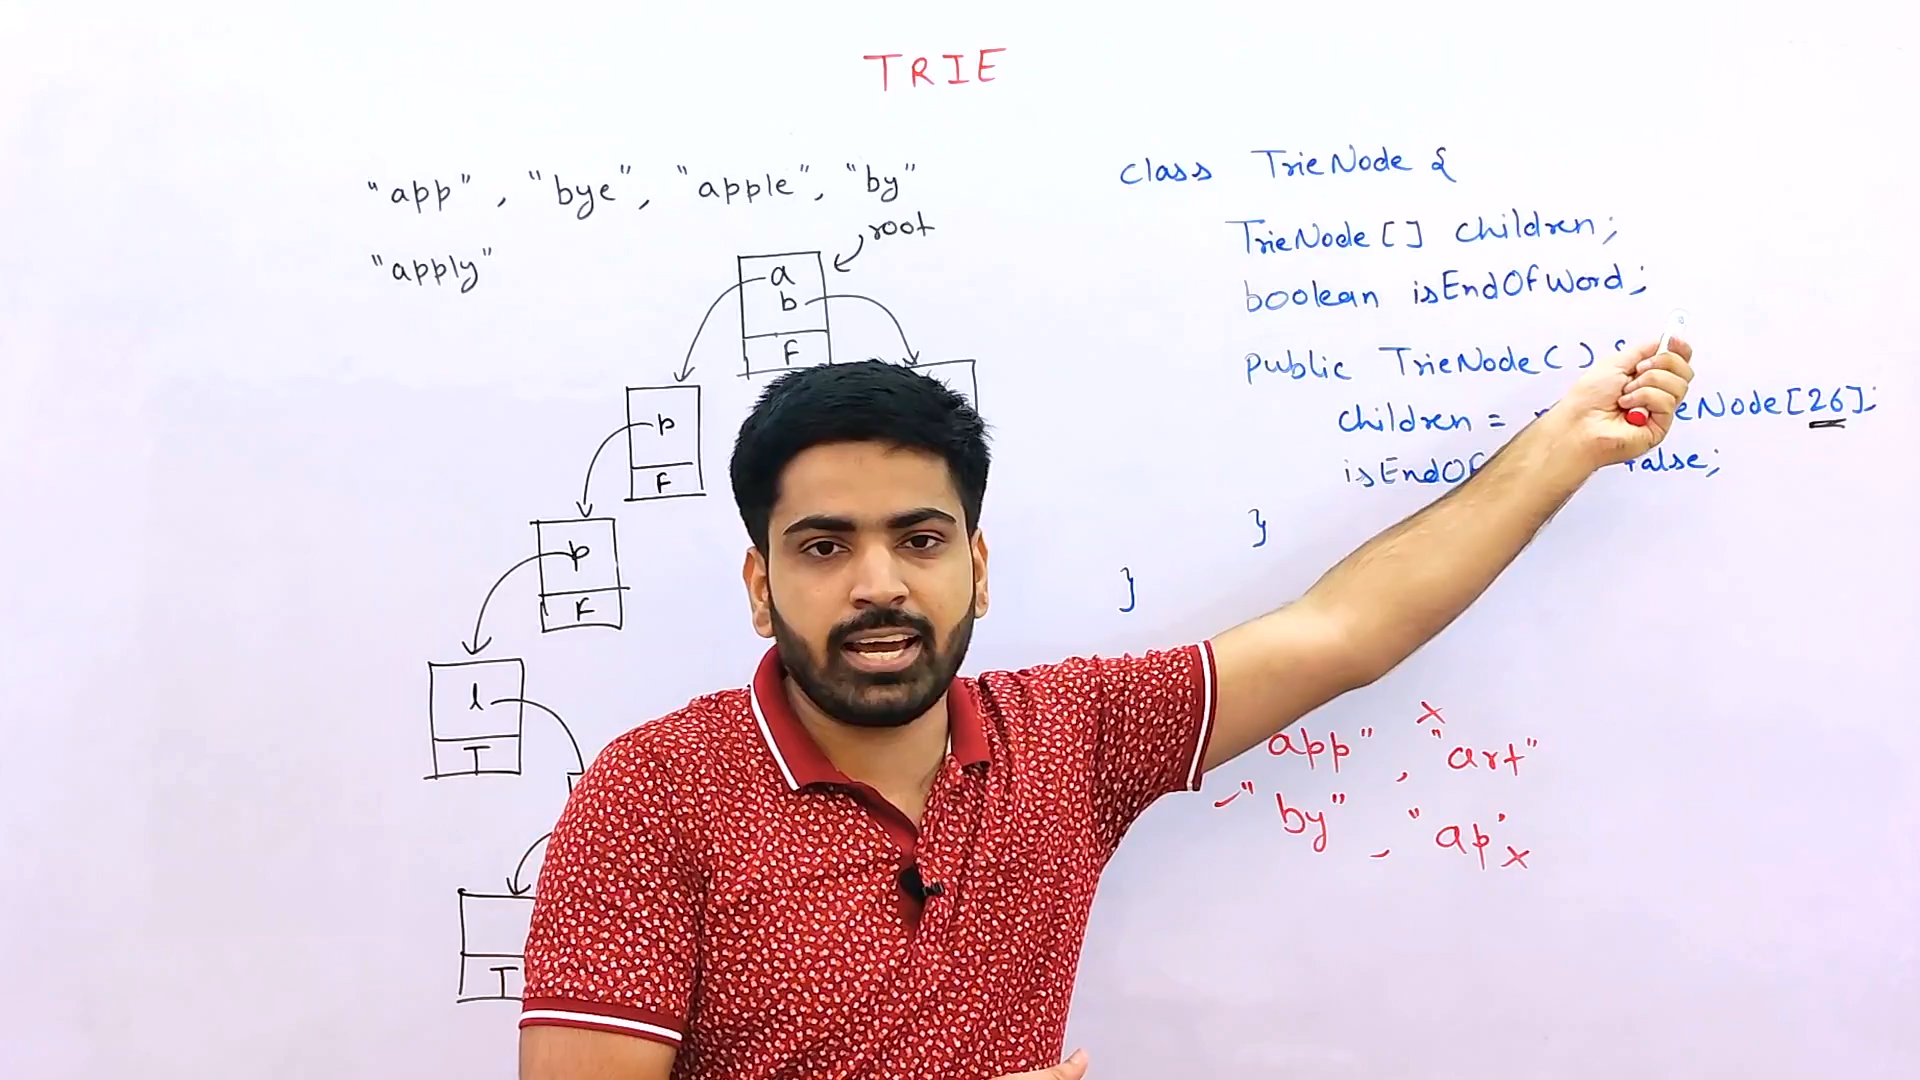 TRIE
"app", "bye", "apple", "by"
"apply"
root
a
b
F
p
F
p
F
l
T
T
class TrieNode {
TrieNode[] children;
boolean isEndOfWord;
public TrieNode() {
children = eNode[26];
isEndOf false;
}
}
x
app", "art"
"by", "ap"
x